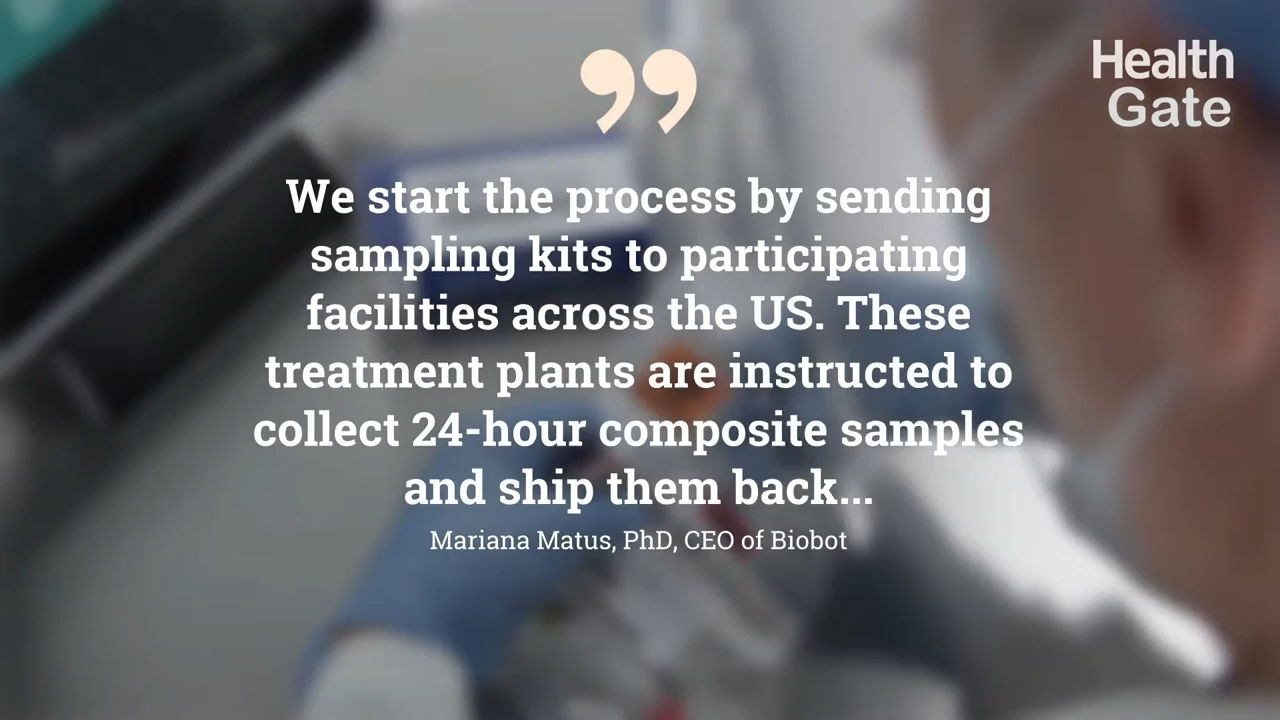 Health
Gate
”
We start the process by sending
sampling kits to participating
facilities across the US. These
treatment plants are instructed to
collect 24-hour composite samples
and ship them back...
Mariana Matus, PhD, CEO of Biobot